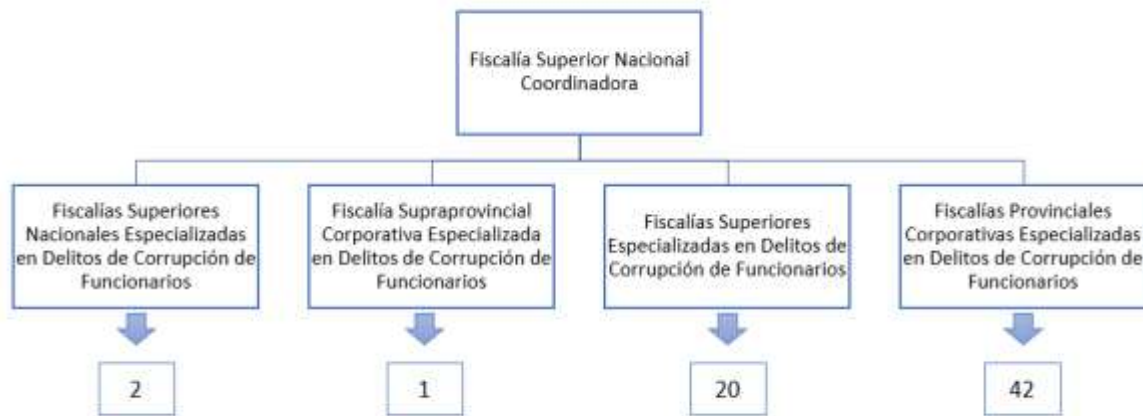 Fiscalía Superior Nacional
Coordinadora
Fiscalías Superiores
Nacionales Especializadas
en Delitos de Corrupción de
Funcionarios
Fiscalía Supraprovincial
Corporativa Especializada
en Delitos de Corrupción de
Funcionarios
Fiscalías Superiores
Especializadas en Delitos de
Corrupción de Funcionarios
Fiscalías Provinciales
Corporativas Especializadas
en Delitos de Corrupción de
Funcionarios
2
1
20
42